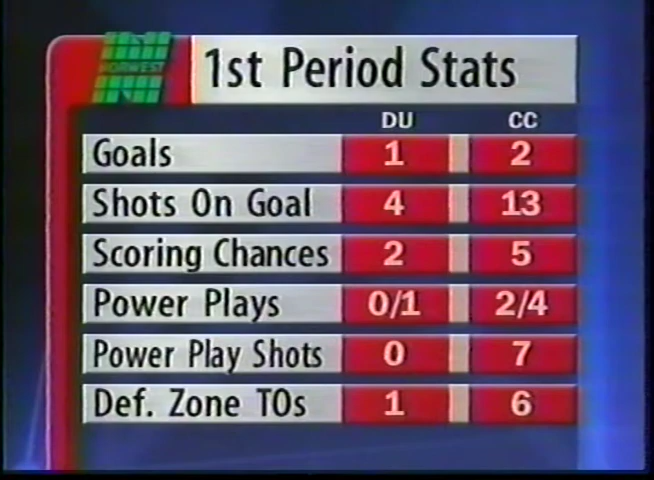 NORWEST
1st Period Stats
DU CC
Goals 1 2
Shots On Goal 4 13
Scoring Chances 2 5
Power Plays 0/1 2/4
Power Play Shots 0 7
Def. Zone TOs 1 6